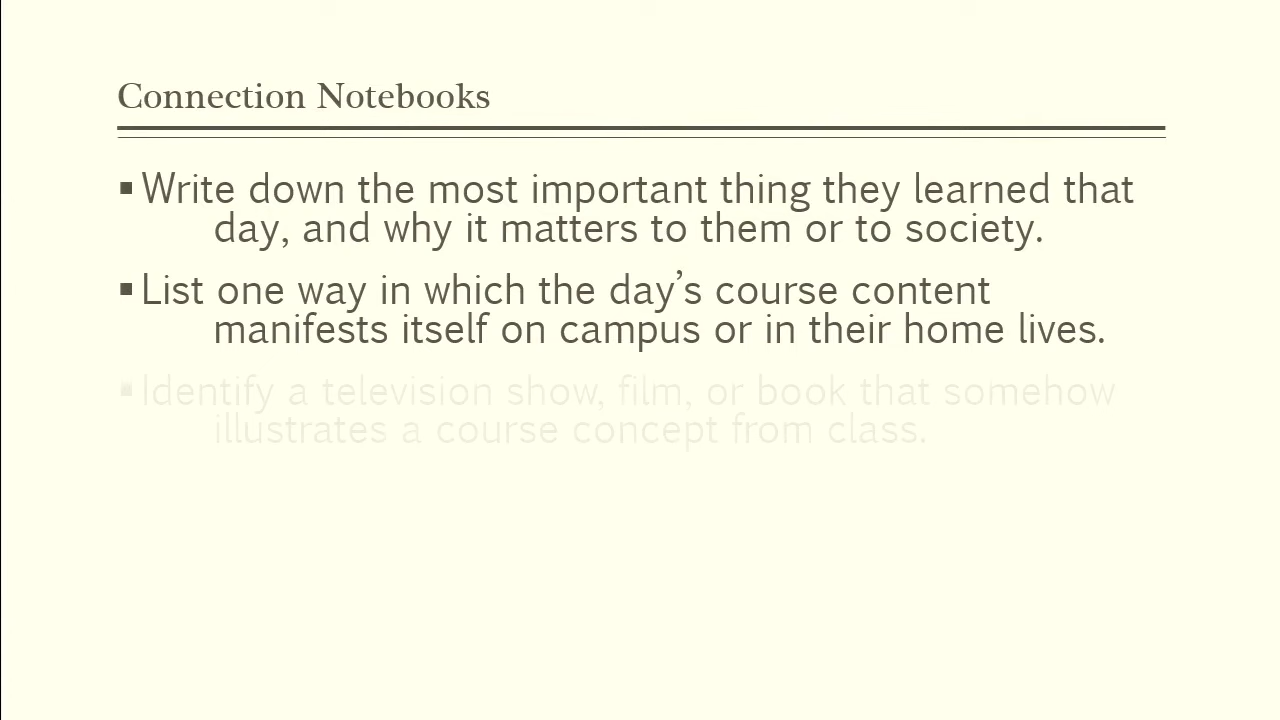 Connection Notebooks
▪Write down the most important thing they learned that
day, and why it matters to them or to society.
▪List one way in which the day’s course content
manifests itself on campus or in their home lives.
▪Identify a television show, film, or book that somehow
illustrates a course concept from class.